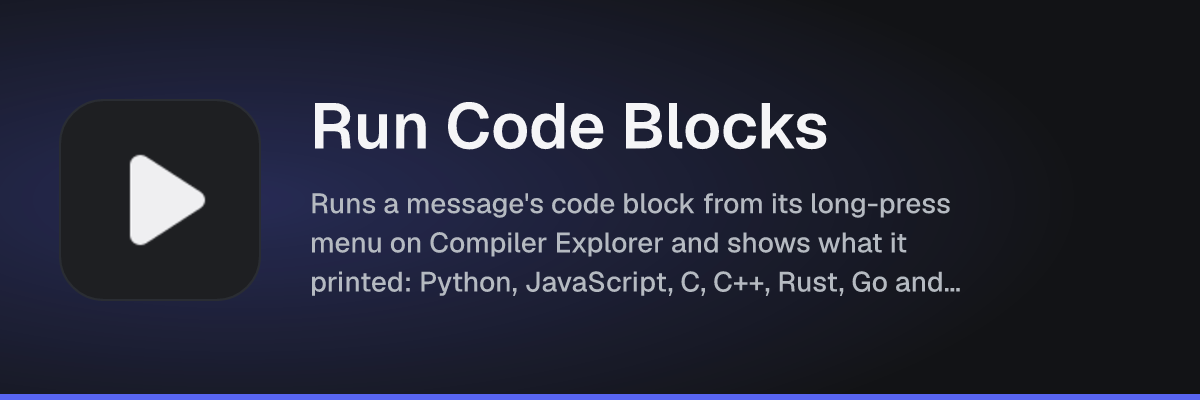 Run Code Blocks
Runs a message's code block from its long-press
menu on Compiler Explorer and shows what it
printed: Python, JavaScript, C, C++, Rust, Go and...